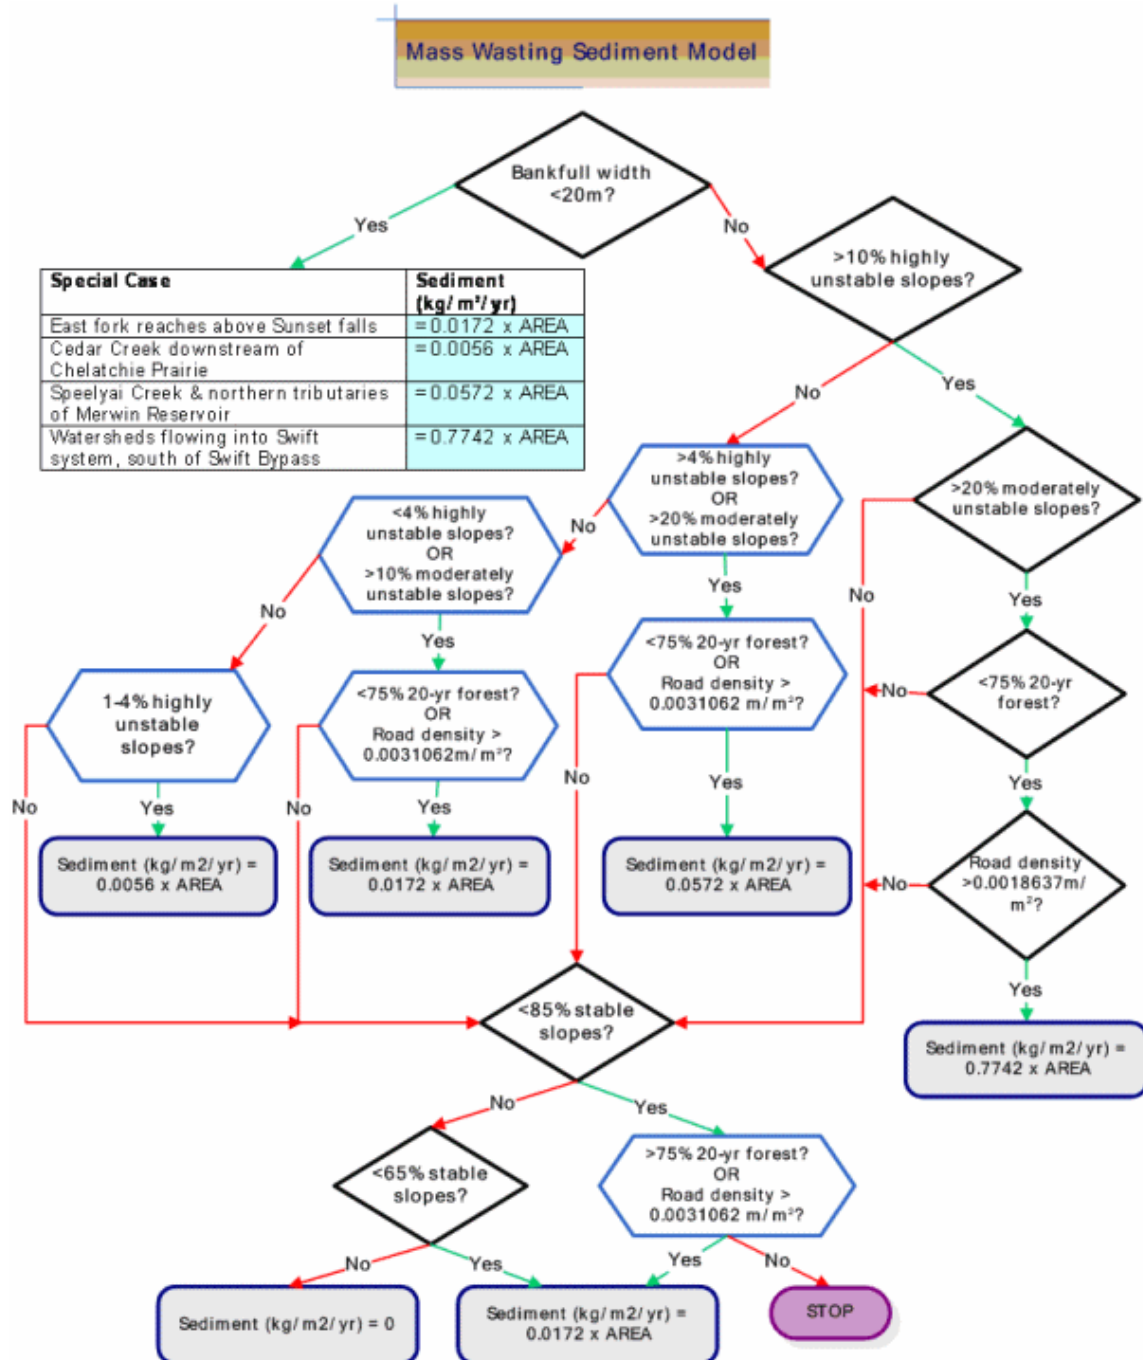 Mass Wasting Sediment Model
Bankfull width
<20m?
Yes
No
>10% highly
unstable slopes?
Special Case
Sediment
(kg/m²/yr)
East fork reaches above Sunset falls
=0.0172 x AREA
Cedar Creek downstream of
Chelatchie Prairie
=0.0056 x AREA
Speelyai Creek & northern tributaries
of Merwin Reservoir
=0.0572 x AREA
Watersheds flowing into Swift
system, south of Swift Bypass
=0.7742 x AREA
No
Yes
>4% highly
unstable slopes?
OR
>20% moderately
unstable slopes?
>20% moderately
unstable slopes?
<4% highly
unstable slopes?
OR
>10% moderately
unstable slopes?
No
No
Yes
No
Yes
Yes
1-4% highly
unstable
slopes?
<75% 20-yr forest?
OR
Road density >
0.0031062m/m²?
<75% 20-yr forest?
OR
Road density >
0.0031062 m/m²?
<75% 20-yr
forest?
No
No
Yes
No
Yes
No
Yes
Yes
Sediment (kg/m2/yr) =
0.0056 x AREA
Sediment (kg/m2/yr) =
0.0172 x AREA
Sediment (kg/m2/yr) =
0.0572 x AREA
Road density
>0.0018637m/
m²?
No
Yes
<85% stable
slopes?
Sediment (kg/m2/yr) =
0.7742 x AREA
No
Yes
<65% stable
slopes?
>75% 20-yr forest?
OR
Road density >
0.0031062 m/m²?
No
Yes
Yes
No
Sediment (kg/m2/yr) = 0
Sediment (kg/m2/yr) =
0.0172 x AREA
STOP